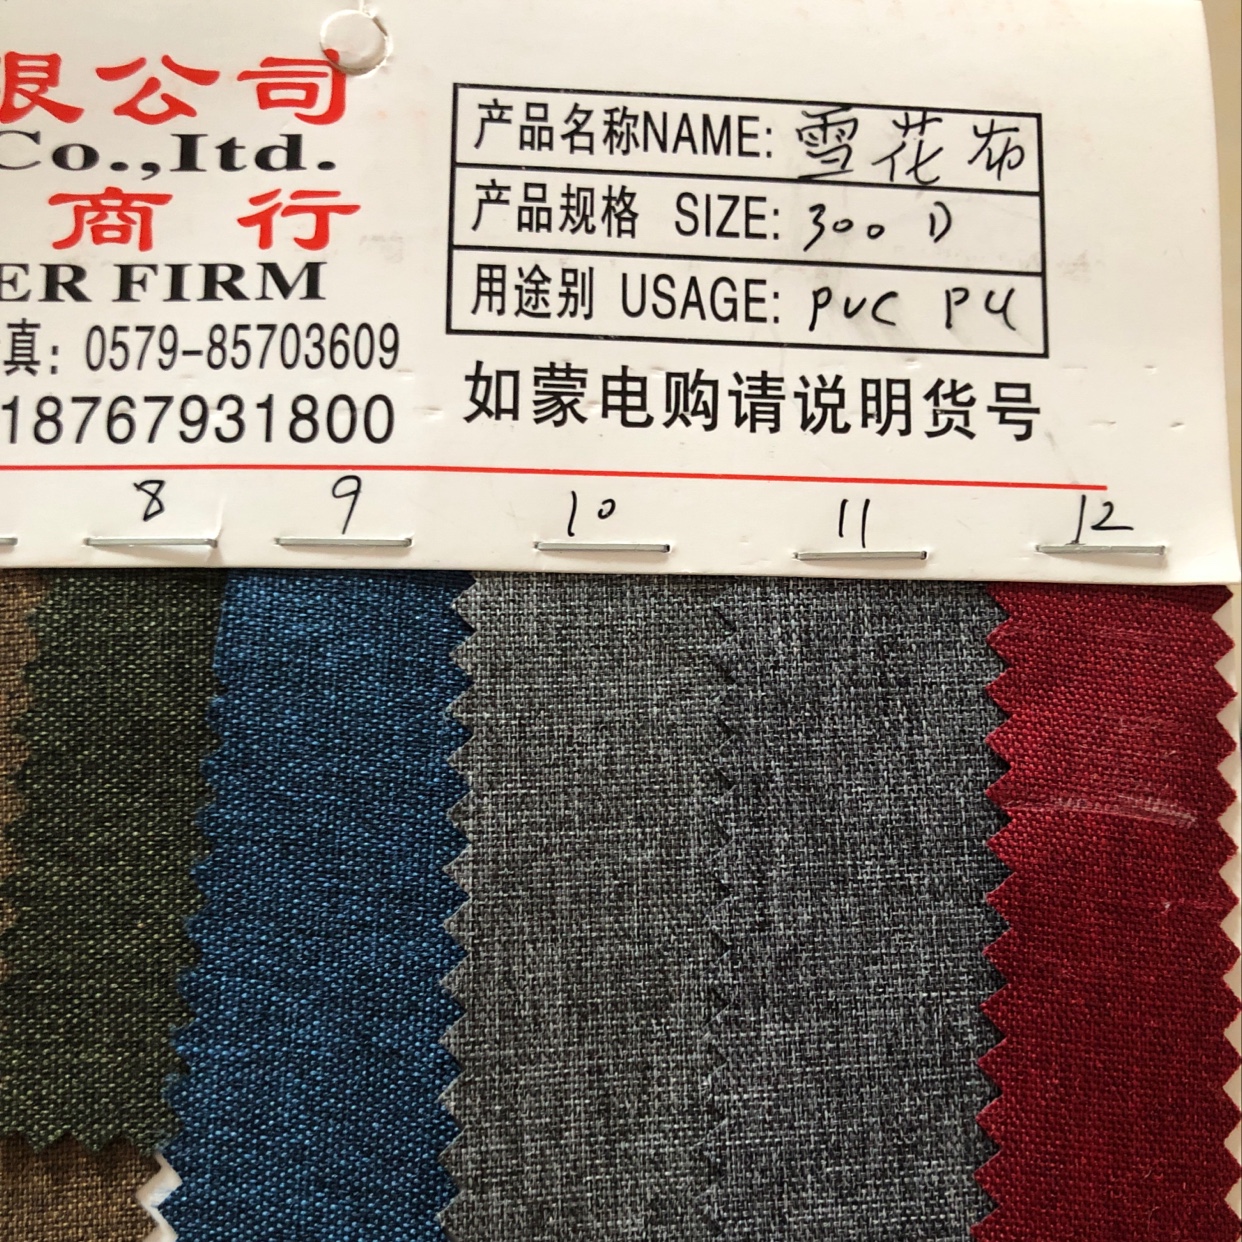 限公司
Co.,Itd.
商行
ER FIRM
真: 0579-85703609
18767931800
产品名称NAME: 雪花布
产品规格 SIZE: 300D
用途别 USAGE: PVC PU
如蒙电购请说明货号
8 9 10 11 12